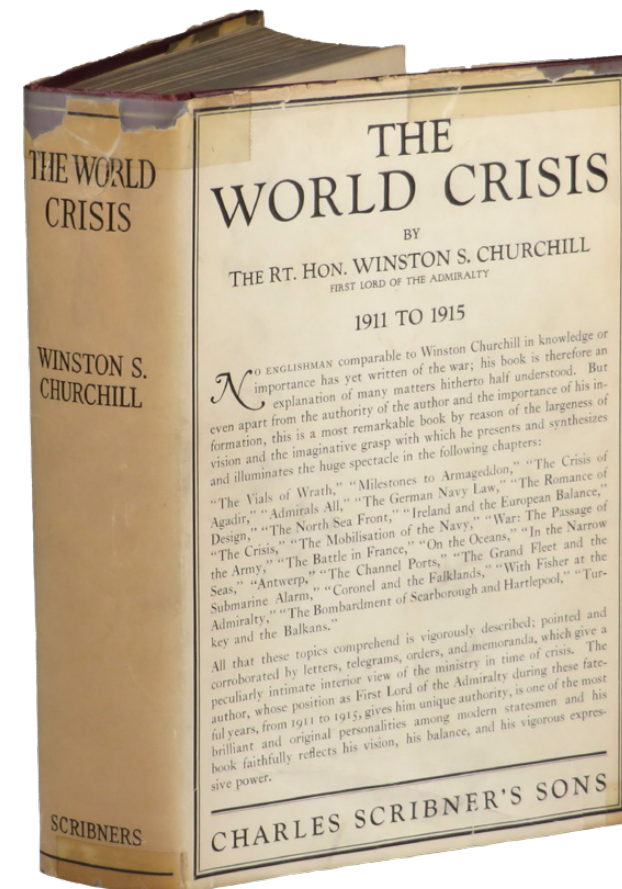 THE WORLD
CRISIS
WINSTON S.
CHURCHILL
SCRIBNERS
THE
WORLD CRISIS
BY
THE RT. HON. WINSTON S. CHURCHILL
FIRST LORD OF THE ADMIRALTY
1911 TO 1915
NO ENGLISHMAN comparable to Winston Churchill in knowledge or
importance has yet written of the war; his book is therefore an
explanation of many matters hitherto half understood. But
even apart from the authority of the author and the importance of his in-
formation, this is a most remarkable book by reason of the largeness of
vision and the imaginative grasp with which he presents and synthesizes
and illuminates the huge spectacle in the following chapters:
"The Vials of Wrath," "Milestones to Armageddon," "The Crisis of
Agadir," "Admirals All," "The German Navy Law," "The Romance of
Design," "The North Sea Front," "Ireland and the European Balance,"
"The Crisis," "The Mobilisation of the Navy," "War: The Passage of
the Army," "The Battle in France," "On the Oceans," "In the Narrow
Seas," "Antwerp," "The Channel Ports," "The Grand Fleet and the
Submarine Alarm," "Coronel and the Falklands," "With Fisher at the
Admiralty," "The Bombardment of Scarborough and Hartlepool," "Tur-
key and the Balkans."
All that these topics comprehend is vigorously described; pointed and
corroborated by letters, telegrams, orders, and memoranda, which give a
peculiarly intimate interior view of the ministry in time of crisis. The
author, whose position as First Lord of the Admiralty during these fate-
ful years, from 1911 to 1915, gives him unique authority, is one of the most
brilliant and original personalities among modern statesmen and his
book faithfully reflects his vision, his balance, and his vigorous expres-
sive power.
CHARLES SCRIBNER'S SONS